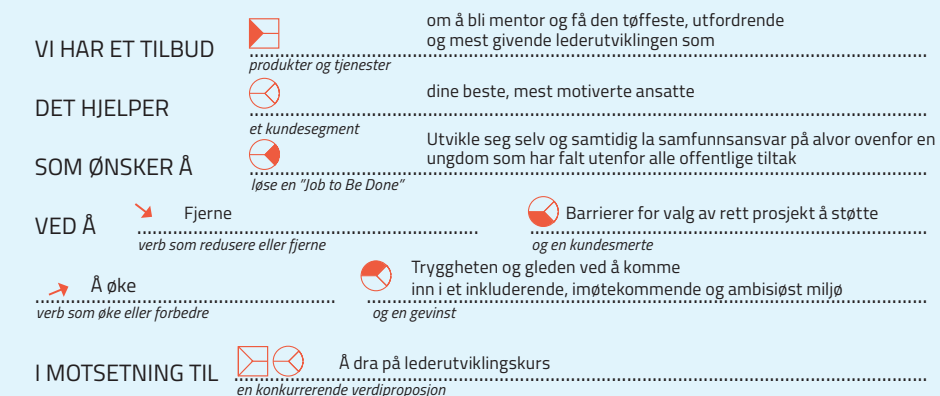 om å bli mentor og få den tøffeste, utfordrende
og mest givende lederutviklingen som
VI HAR ET TILBUD
produkter og tjenester
dine beste, mest motiverte ansatte
DET HJELPER
et kundesegment
Utvikle seg selv og samtidig la samfunnsansvar på alvor ovenfor en
ungdom som har falt utenfor alle offentlige tiltak
SOM ØNSKER Å
løse en "Job to Be Done"
VED Å Fjerne Barrierer for valg av rett prosjekt å støtte
verb som redusere eller fjerne og en kundesmerte
Å øke Tryggheten og gleden ved å komme
inn i et inkluderende, imøtekommende og ambisiøst miljø
verb som øke eller forbedre og en gevinst
I MOTSETNING TIL Å dra på lederutviklingskurs
en konkurrerende verdiproposjon